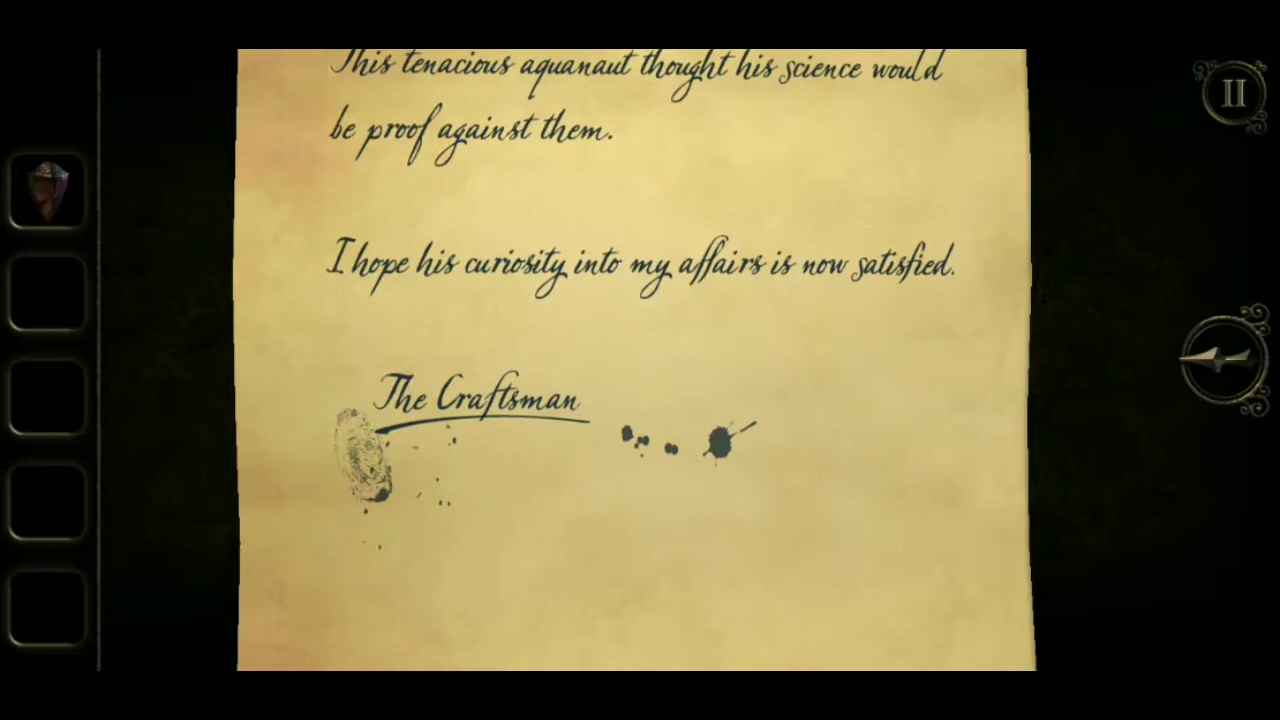 This tenacious aquanaut thought his science would
be proof against them.
I hope his curiosity into my affairs is now satisfied.
The Craftsman